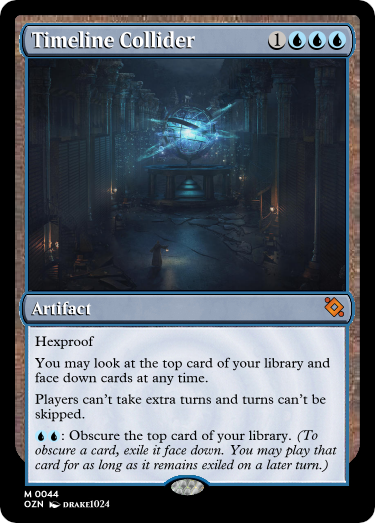 Timeline Collider 1
Artifact
Hexproof
You may look at the top card of your library and
face down cards at any time.
Players can't take extra turns and turns can't be
skipped.
: Obscure the top card of your library. (To
obscure a card, exile it face down. You may play that
card for as long as it remains exiled on a later turn.)
M 0044
OZN DRAKE1024